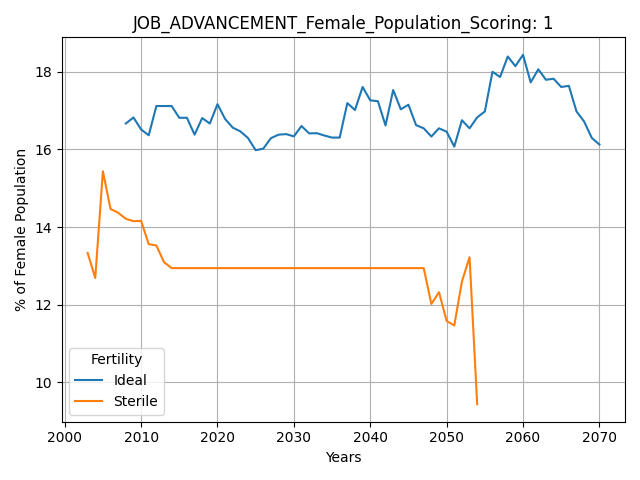 JOB_ADVANCEMENT_Female_Population_Scoring: 1
% of Female Population
18
16
14
12
10
Fertility
Ideal
Sterile
2000 2010 2020 2030 2040 2050 2060 2070
Years